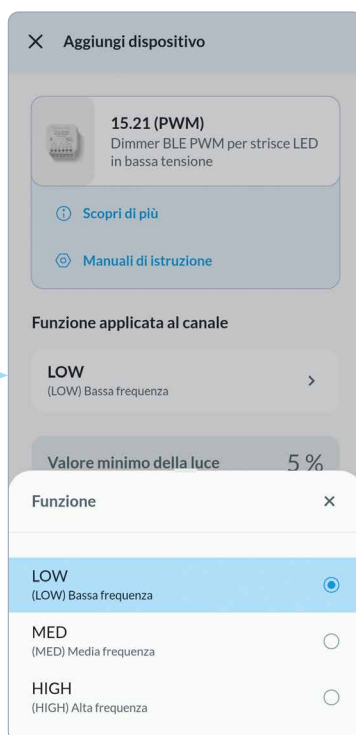 Aggiungi dispositivo
15.21 (PWM)
Dimmer BLE PWM per strisce LED
in bassa tensione
Scopri di più
Manuali di istruzione
Funzione applicata al canale
LOW
(LOW) Bassa frequenza
Valore minimo della luce 5 %
Funzione
LOW
(LOW) Bassa frequenza
MED
(MED) Media frequenza
HIGH
(HIGH) Alta frequenza